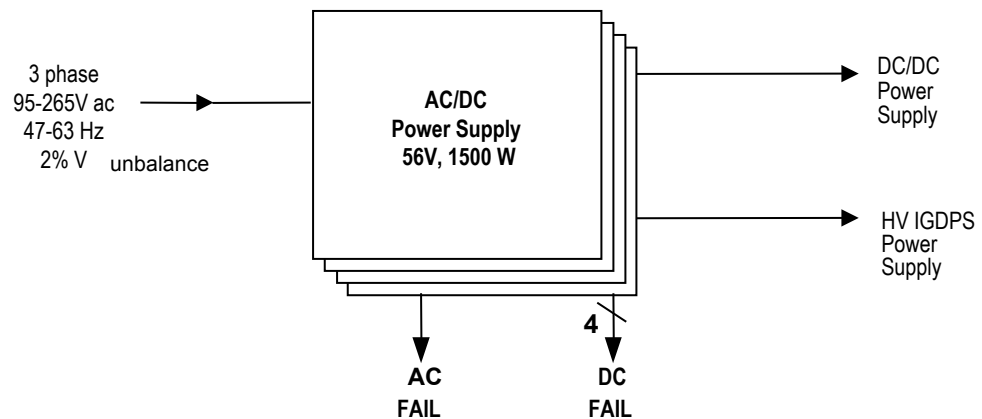 3 phase
95-265V ac
47-63 Hz
2% V unbalance
AC/DC
Power Supply
56V, 1500 W
DC/DC
Power
Supply
HV IGDPS
Power
Supply
4
AC
FAIL
DC
FAIL